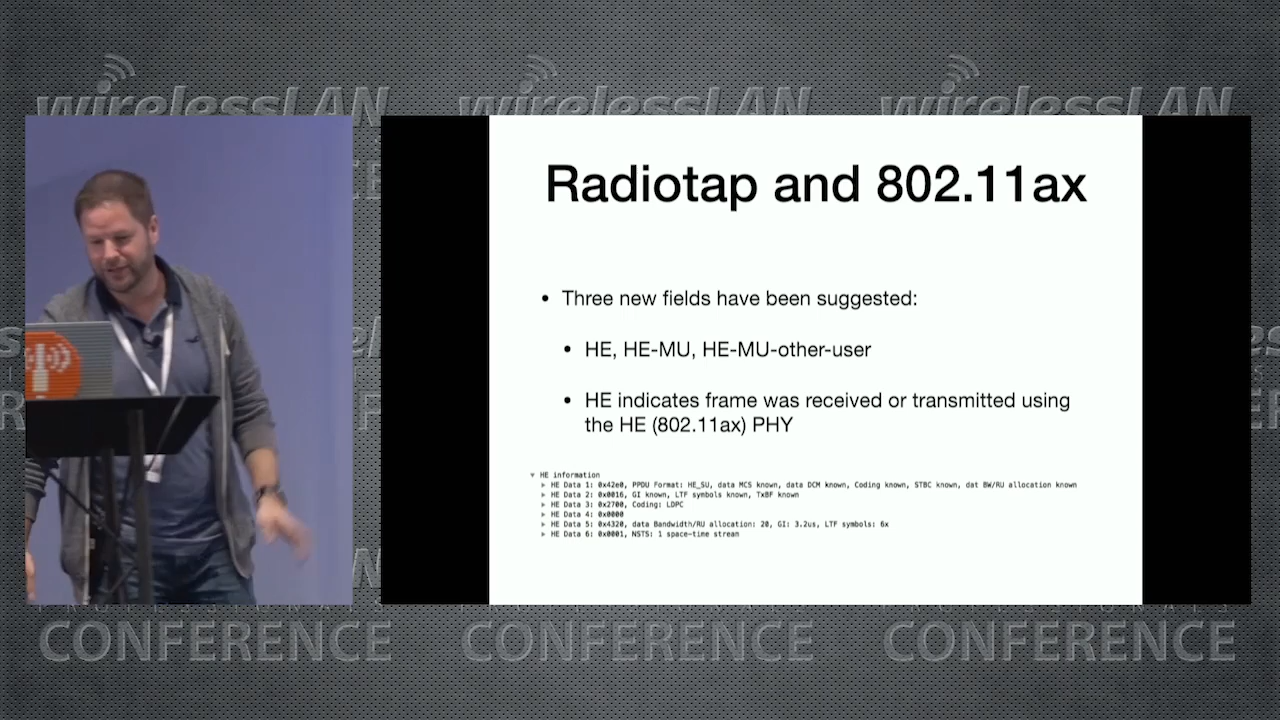 wirelessLAN wirelessLAN wirelessLAN
Radiotap and 802.11ax
• Three new fields have been suggested:
• HE, HE-MU, HE-MU-other-user
• HE indicates frame was received or transmitted using
the HE (802.11ax) PHY
HE information
HE Data 1: 0x42e0, PPDU Format: HE_SU, data MCS known, data DCM known, Coding known, STBC known, dat BW/RU allocation known
HE Data 2: 0x0016, GI known, LTF symbols known, TxBF known
HE Data 3: 0x2700, Coding: LDPC
HE Data 4: 0x0000
HE Data 5: 0x4320, data Bandwidth/RU allocation: 20, GI: 3.2us, LTF symbols: 6x
HE Data 6: 0x0001, NSTS: 1 space-time stream
CONFERENCE CONFERENCE CONFERENCE